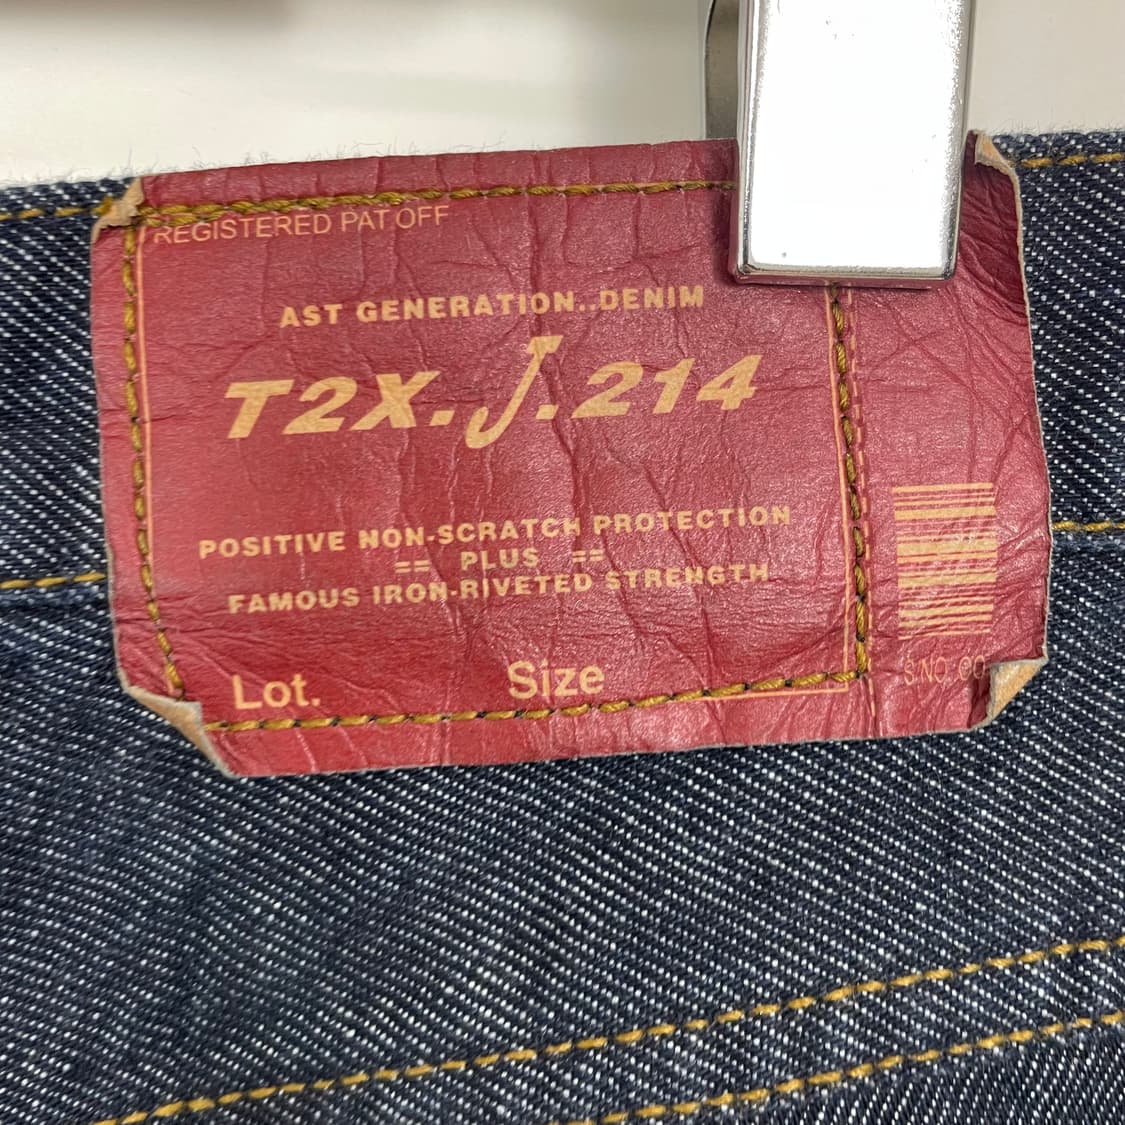 REGISTERED PAT OFF
AST GENERATION..DENIM
T2X.J.214
POSITIVE NON-SCRATCH PROTECTION
== PLUS ==
FAMOUS IRON-RIVETED STRENGTH
Lot. Size
S.NO.